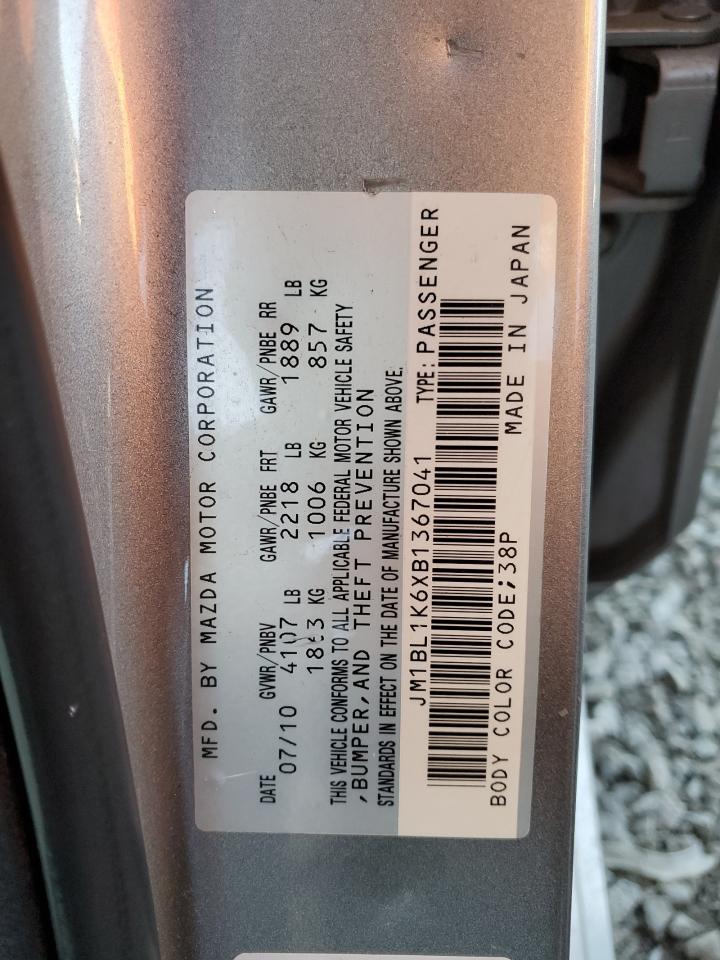 MFD. BY MAZDA MOTOR CORPORATION
DATE GVWR/PNBV GAWR/PNBE FRT GAWR/PNBE RR
07/10 4107 LB 2218 LB 1889 LB
1863 KG 1006 KG 857 KG
THIS VEHICLE CONFORMS TO ALL APPLICABLE FEDERAL MOTOR VEHICLE SAFETY
,BUMPER,AND THEFT PREVENTION
STANDARDS IN EFFECT ON THE DATE OF MANUFACTURE SHOWN ABOVE.
JM1BL1K6XB1367041 TYPE: PASSENGER
BODY COLOR CODE;38P MADE IN JAPAN